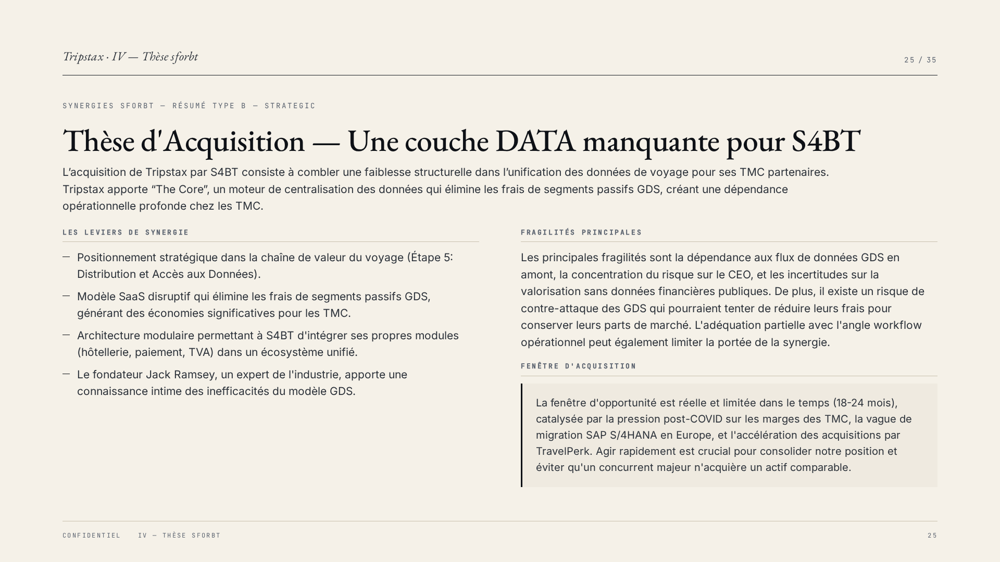 Tripstax · IV — Thèse sforbt
25 / 35
SYNERGIES SFORBT — RÉSUMÉ TYPE B — STRATEGIC
Thèse d'Acquisition — Une couche DATA manquante pour S4BT
L’acquisition de Tripstax par S4BT consiste à combler une faiblesse structurelle dans l’unification des données de voyage pour ses TMC partenaires.
Tripstax apporte “The Core”, un moteur de centralisation des données qui élimine les frais de segments passifs GDS, créant une dépendance
opérationnelle profonde chez les TMC.
LES LEVIERS DE SYNERGIE
— Positionnement stratégique dans la chaîne de valeur du voyage (Étape 5:
Distribution et Accès aux Données).
— Modèle SaaS disruptif qui élimine les frais de segments passifs GDS,
générant des économies significatives pour les TMC.
— Architecture modulaire permettant à S4BT d'intégrer ses propres modules
(hôtellerie, paiement, TVA) dans un écosystème unifié.
— Le fondateur Jack Ramsey, un expert de l'industrie, apporte une
connaissance intime des inefficacités du modèle GDS.
FRAGILITÉS PRINCIPALES
Les principales fragilités sont la dépendance aux flux de données GDS en
amont, la concentration du risque sur le CEO, et les incertitudes sur la
valorisation sans données financières publiques. De plus, il existe un risque de
contre-attaque des GDS qui pourraient tenter de réduire leurs frais pour
conserver leurs parts de marché. L'adéquation partielle avec l'angle workflow
opérationnel peut également limiter la portée de la synergie.
FENÊTRE D'ACQUISITION
La fenêtre d'opportunité est réelle et limitée dans le temps (18-24 mois),
catalysée par la pression post-COVID sur les marges des TMC, la vague de
migration SAP S/4HANA en Europe, et l'accélération des acquisitions par
TravelPerk. Agir rapidement est crucial pour consolider notre position et
éviter qu'un concurrent majeur n'acquière un actif comparable.
CONFIDENTIEL IV — THÈSE SFORBT
25